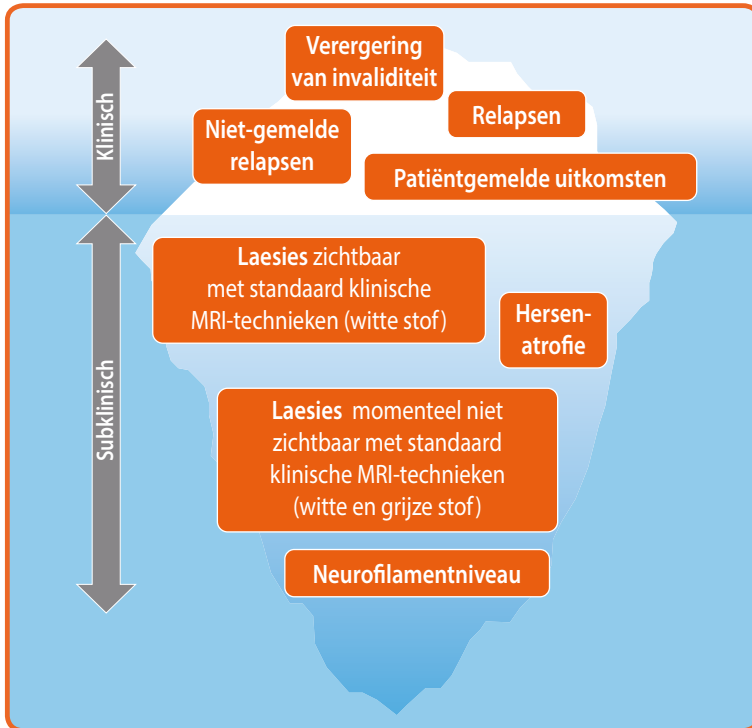 Verergering
van invaliditeit
Relapsen
Niet-gemelde
relapsen
Patiëntgemelde uitkomsten
Klinisch
Laesies zichtbaar
met standaard klinische
MRI-technieken (witte stof)
Hersen-
atrofie
Subklinisch
Laesies momenteel niet
zichtbaar met standaard
klinische MRI-technieken
(witte en grijze stof)
Neurofilamentniveau